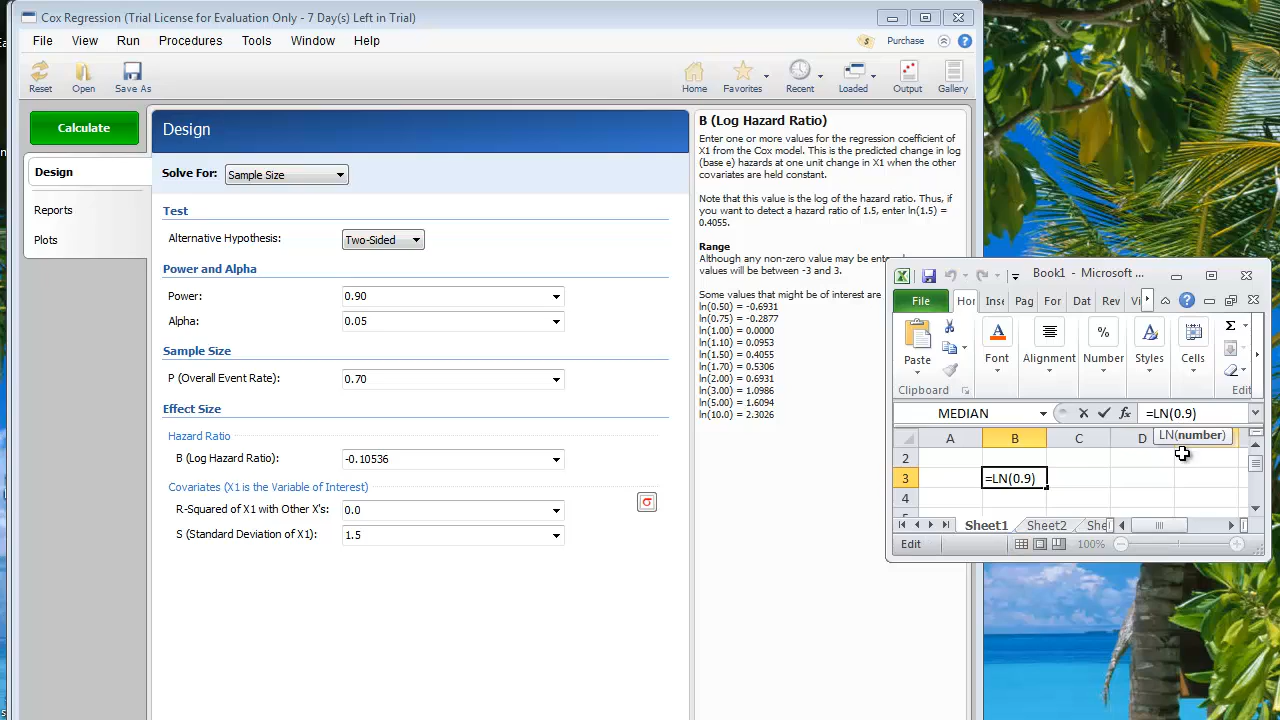 Cox Regression (Trial License for Evaluation Only - 7 Day(s) Left in Trial)
File View Run Procedures Tools Window Help
Purchase
Reset Open Save As Home Favorites Recent Loaded Output Gallery
Calculate
Design
Reports
Plots
Design
Solve For: Sample Size
Test
Alternative Hypothesis: Two-Sided
Power and Alpha
Power: 0.90
Alpha: 0.05
Sample Size
P (Overall Event Rate): 0.70
Effect Size
Hazard Ratio
B (Log Hazard Ratio): -0.10536
Covariates (X1 is the Variable of Interest)
R-Squared of X1 with Other X's: 0.0
S (Standard Deviation of X1): 1.5
σ
B (Log Hazard Ratio)
Enter one or more values for the regression coefficient of
X1 from the Cox model. This is the predicted change in log
(base e) hazards at one unit change in X1 when the other
covariates are held constant.
Note that this value is the log of the hazard ratio. Thus, if
you want to detect a hazard ratio of 1.5, enter ln(1.5) =
0.4055.
Range
Although any non-zero value may be
values will be between -3 and 3.
Some values that might be of interest are
ln(0.50) = -0.6931
ln(0.75) = -0.2877
ln(1.00) = 0.0000
ln(1.10) = 0.0953
ln(1.50) = 0.4055
ln(1.70) = 0.5306
ln(2.00) = 0.6931
ln(3.00) = 1.0986
ln(5.00) = 1.6094
ln(10.0) = 2.3026
Book1 - Microsoft ...
File Hor Inse Pag For Dat Rev Vi
Paste Font Alignment Number Styles Cells
Clipboard Edit
MEDIAN fx =LN(0.9)
LN(number)
A B C D
2
3 =LN(0.9)
4
Sheet1 Sheet2 She
Edit 100%